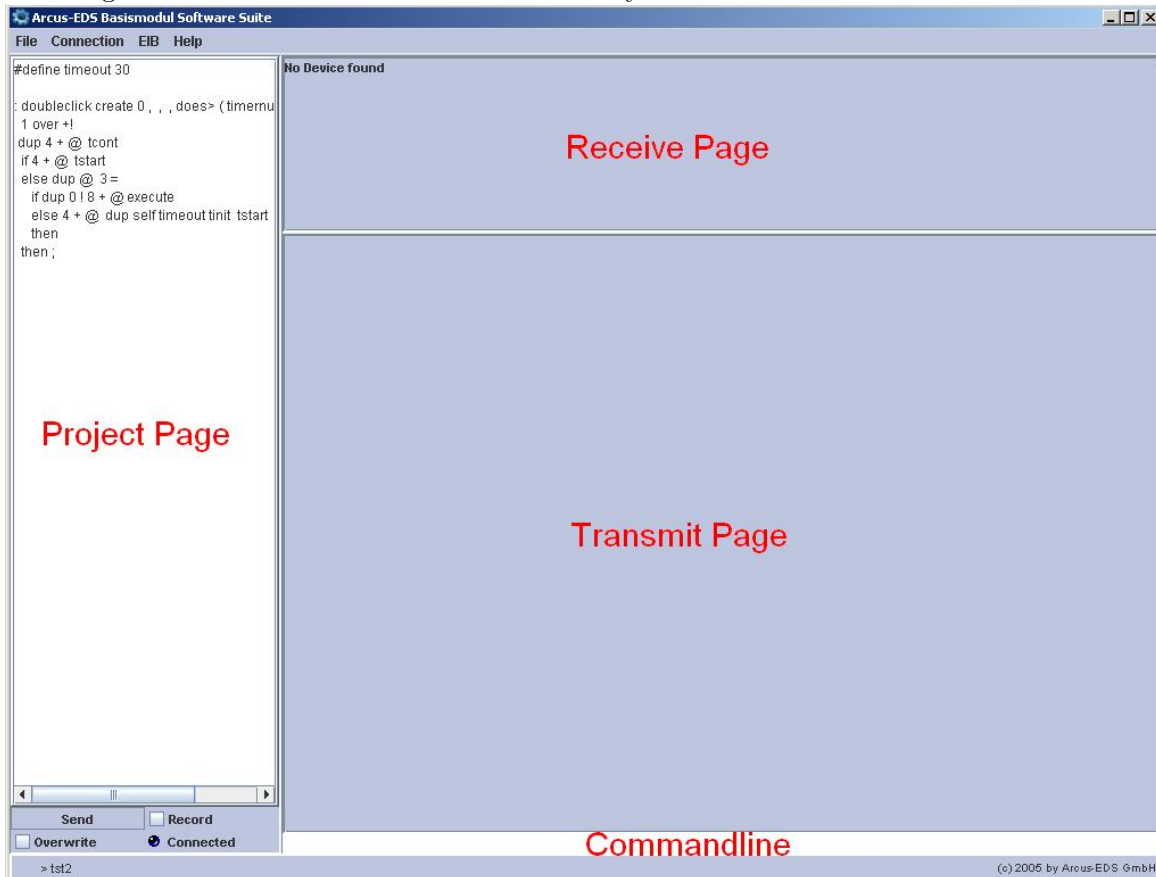 Arcus-EDS Basismodul Software Suite
File Connection EIB Help
#define timeout 30
: doubleclick create 0 , , , does> ( timernu
1 over +!
dup 4 + @ tcont
if 4 + @ tstart
else dup @ 3 =
if dup 0 ! 8 + @ execute
else 4 + @ dup self timeout tinit tstart
then
then ;
Project Page
Send Record
Overwrite Connected
No Device found
Receive Page
Transmit Page
Commandline
> tst2
(c) 2005 by Arcus-EDS GmbH